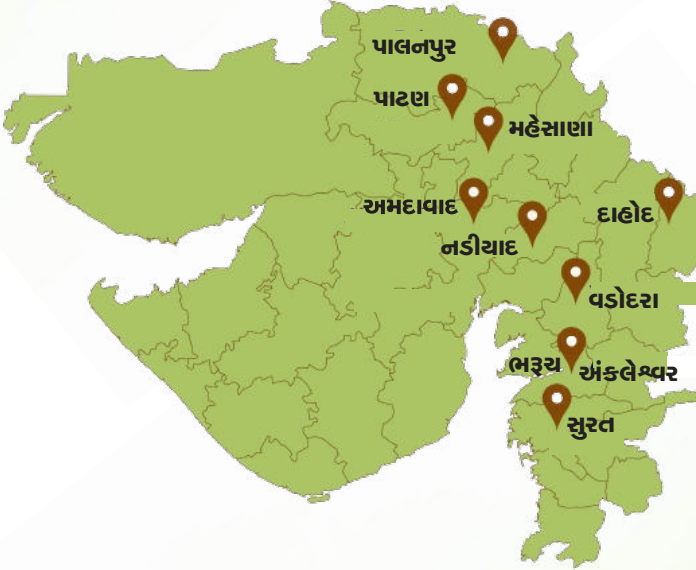 પાલનપુર
પાટણ
મહેસાણા
અમદાવાદ
દાહોદ
નડીયાદ
વડોદરા
ભરૂચ
અંકલેશ્વર
સુરત